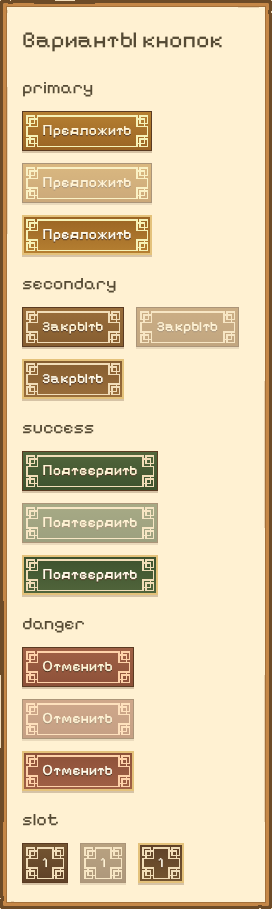 Варианты кнопок
primary
Предложить
Предложить
Предложить
secondary
Закрыть Закрыть
Закрыть
success
Подтвердить
Подтвердить
Подтвердить
danger
Отменить
Отменить
Отменить
slot
1 1 1